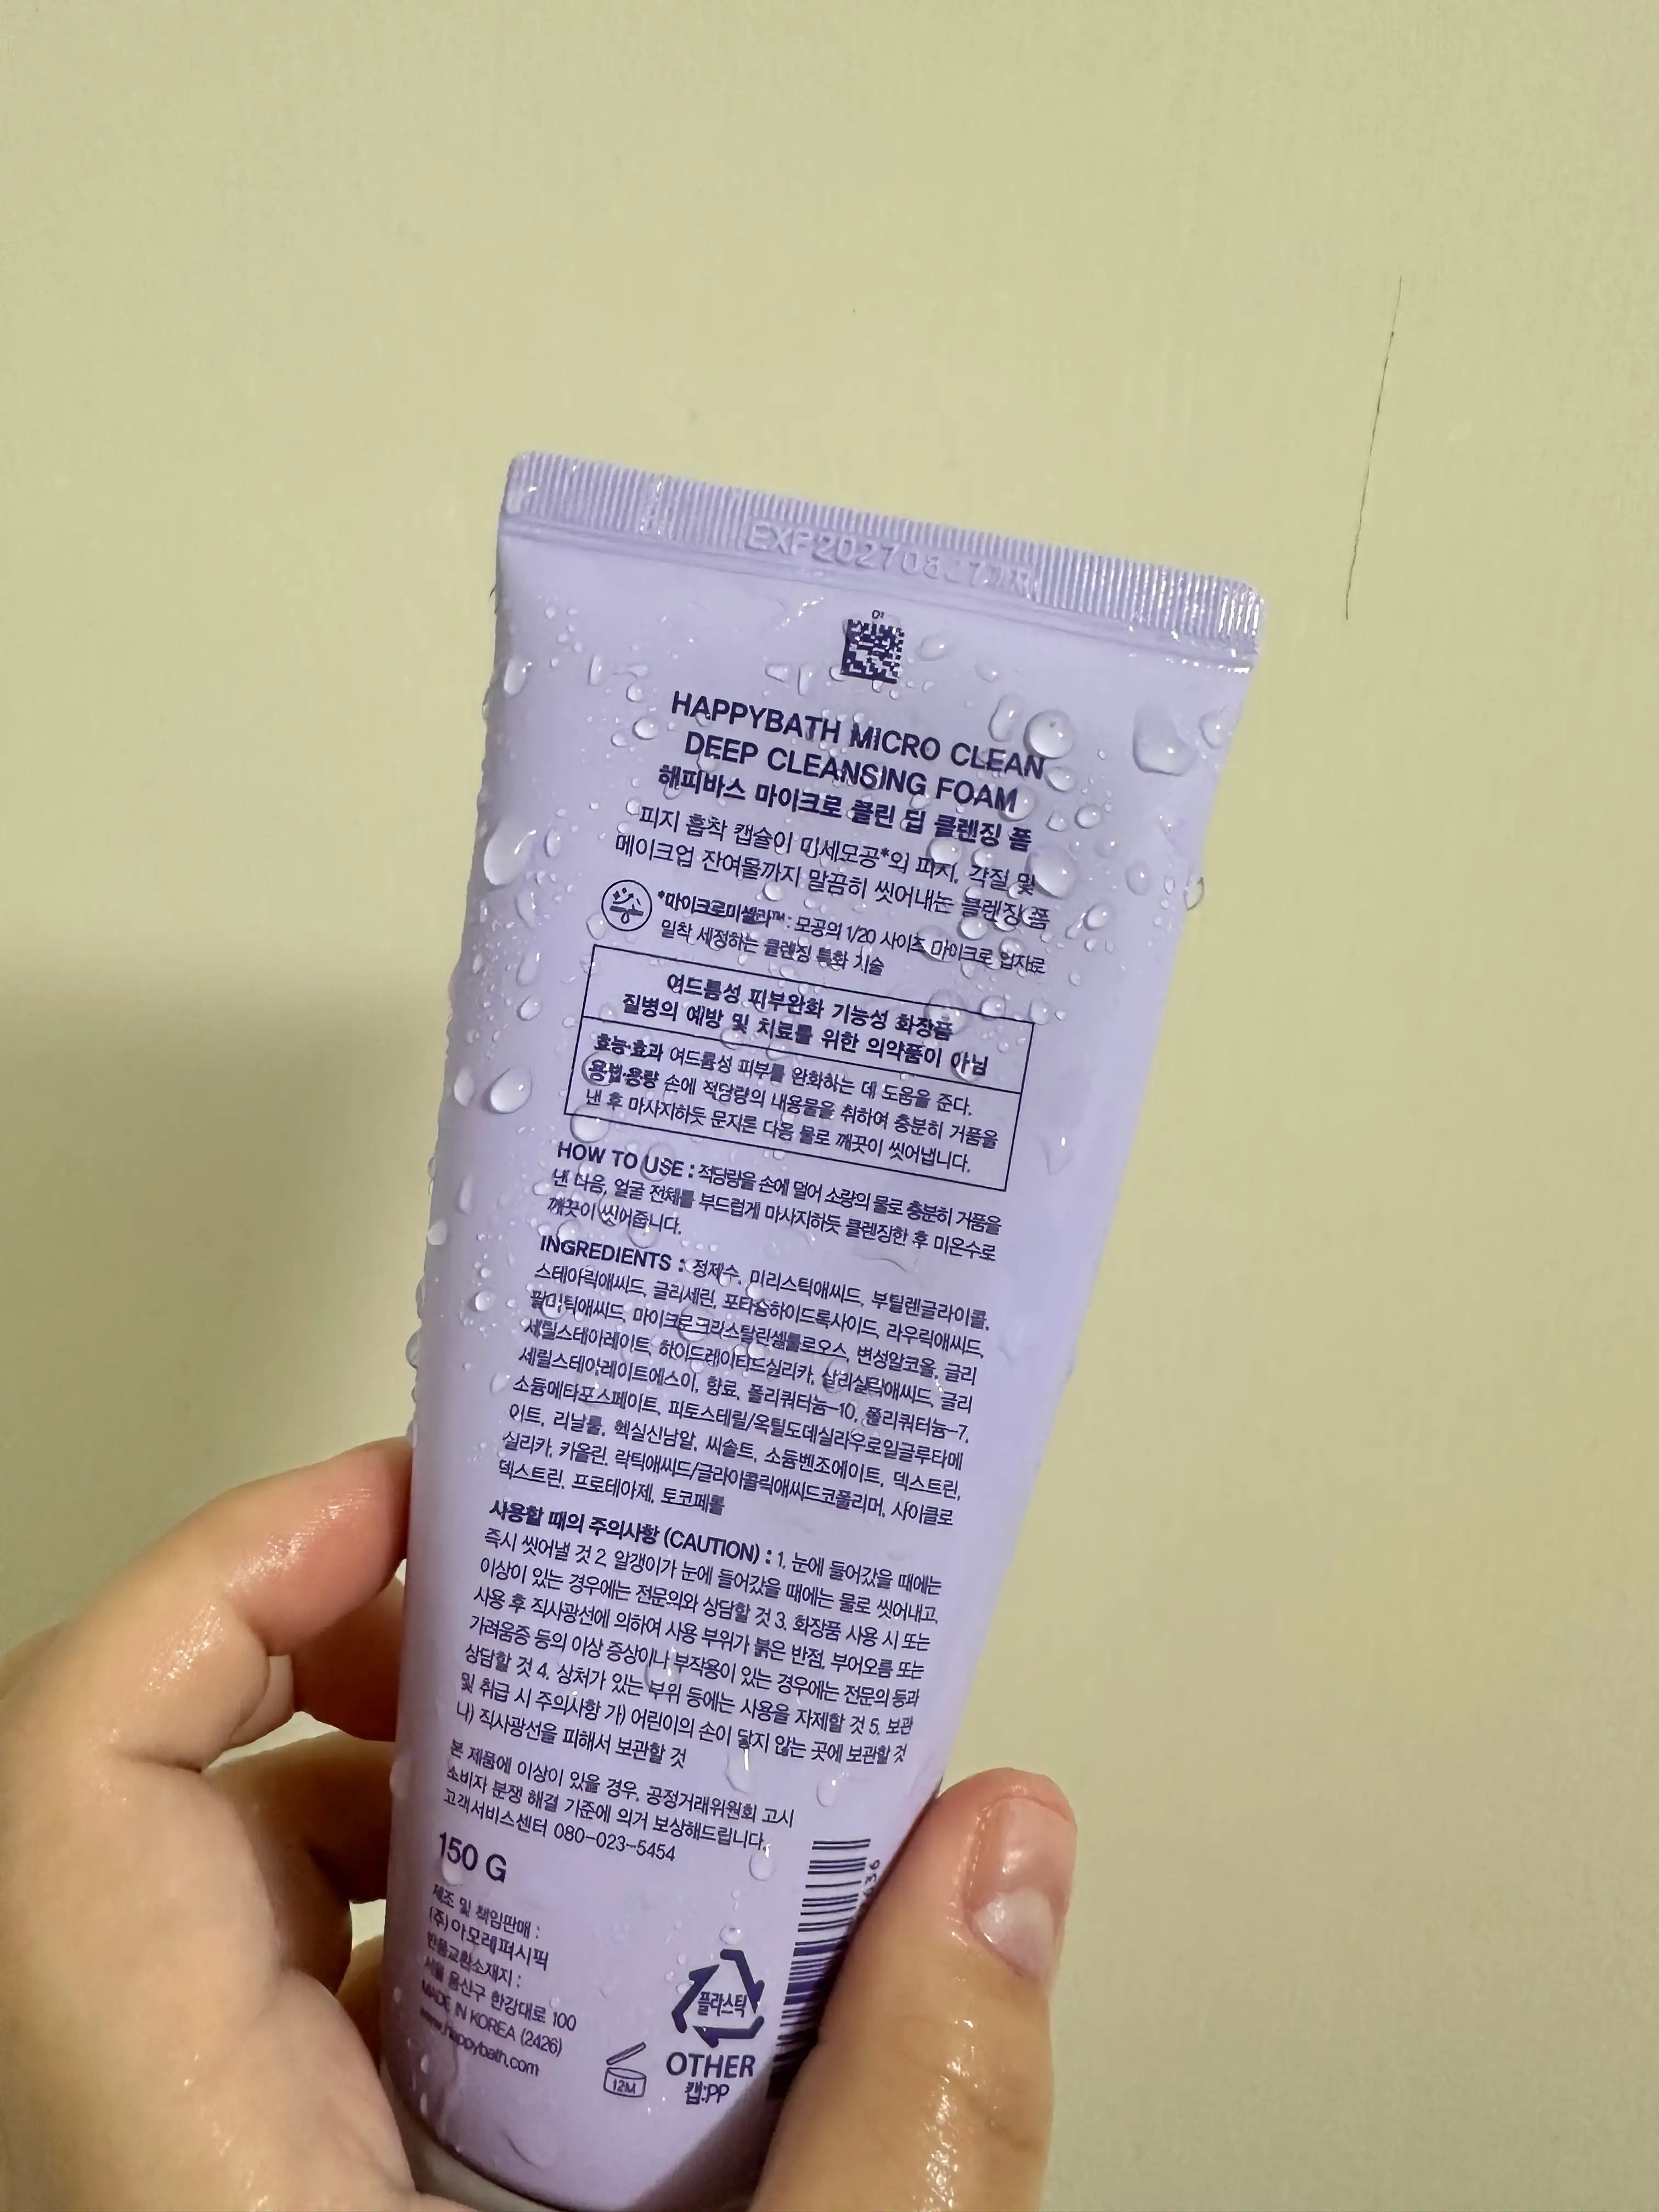 EXP202708
01
HAPPYBATH MICRO CLEAN
DEEP CLEANSING FOAM
해피바스 마이크로 클린 딥 클렌징 폼
피지 흡착 캡슐이 미세모공*의 피지, 각질 및
메이크업 잔여물까지 말끔히 씻어내는 클렌징 폼
*마이크로미셀라™ : 모공의 1/20 사이즈 마이크로 입자로
밀착 세정하는 클렌징 특화 기술
여드름성 피부완화 기능성 화장품
질병의 예방 및 치료를 위한 의약품이 아님
효능·효과 여드름성 피부를 완화하는 데 도움을 준다.
용법·용량 손에 적당량의 내용물을 취하여 충분히 거품을
낸 후 마사지하듯 문지른 다음 물로 깨끗이 씻어냅니다.
HOW TO USE : 적당량을 손에 덜어 소량의 물로 충분히 거품을
낸 다음, 얼굴 전체를 부드럽게 마사지하듯 클렌징한 후 미온수로
깨끗이 씻어줍니다.
INGREDIENTS : 정제수, 미리스틱애씨드, 부틸렌글라이콜,
스테아릭애씨드, 글리세린, 포타슘하이드록사이드, 라우릭애씨드,
팔미틱애씨드, 마이크로크리스탈린셀룰로오스, 변성알코올, 글리
세릴스테아레이트, 하이드레이티드실리카, 살리실릭애씨드, 글리
세릴스테아레이트에스이, 향료, 폴리쿼터늄-10, 폴리쿼터늄-7,
소듐메타포스페이트, 피토스테릴/옥틸도데실라우로일글루타메
이트, 리날룰, 헥실신남알, 씨솔트, 소듐벤조에이트, 덱스트린,
실리카, 카올린, 락틱애씨드/글라이콜릭애씨드코폴리머, 사이클로
덱스트린, 프로테아제, 토코페롤
사용할 때의 주의사항 (CAUTION) : 1. 눈에 들어갔을 때에는
즉시 씻어낼 것 2. 알갱이가 눈에 들어갔을 때에는 물로 씻어내고,
이상이 있는 경우에는 전문의와 상담할 것 3. 화장품 사용 시 또는
사용 후 직사광선에 의하여 사용 부위가 붉은 반점, 부어오름 또는
가려움증 등의 이상 증상이나 부작용이 있는 경우에는 전문의 등과
상담할 것 4. 상처가 있는 부위 등에는 사용을 자제할 것 5. 보관
및 취급 시 주의사항 가) 어린이의 손이 닿지 않는 곳에 보관할 것
나) 직사광선을 피해서 보관할 것
본 제품에 이상이 있을 경우, 공정거래위원회 고시
소비자 분쟁 해결 기준에 의거 보상해드립니다.
고객서비스센터 080-023-5454
150 G
제조 및 책임판매 :
(주)아모레퍼시픽
반품교환소재지 :
서울 용산구 한강대로 100
MADE IN KOREA (2426)
www.happybath.com
12M
플라스틱
OTHER
캡:PP